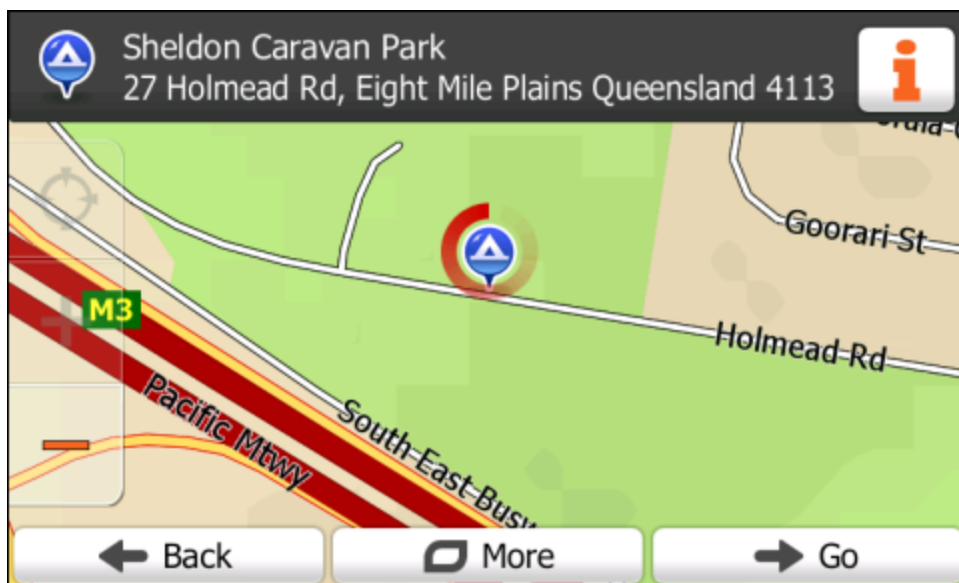 Sheldon Caravan Park
27 Holmead Rd, Eight Mile Plains Queensland 4113
i
Goorari St
M3
Holmead Rd
Pacific Mtwy
South East
Back
More
Go